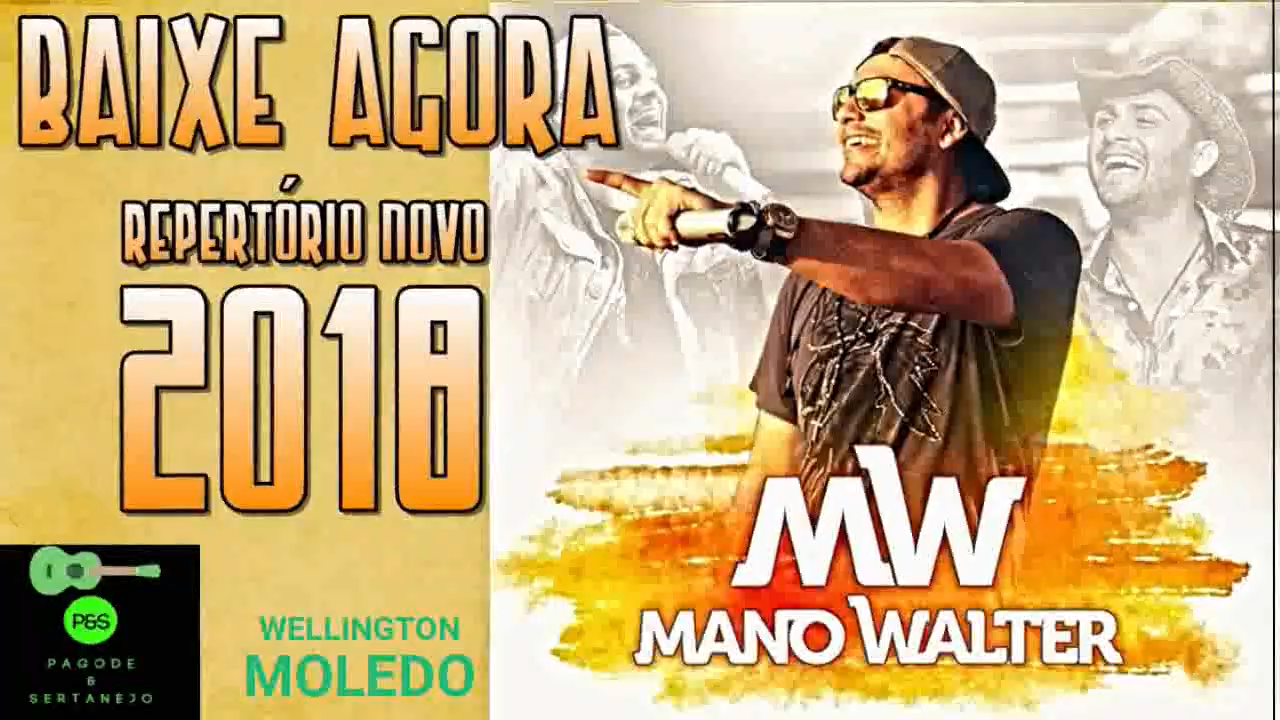 BAIXE AGORA
REPERTÓRIO NOVO
2018
MW
MANO WALTER
WELLINGTON
MOLEDO
P&S
PAGODE
&
SERTANEJO